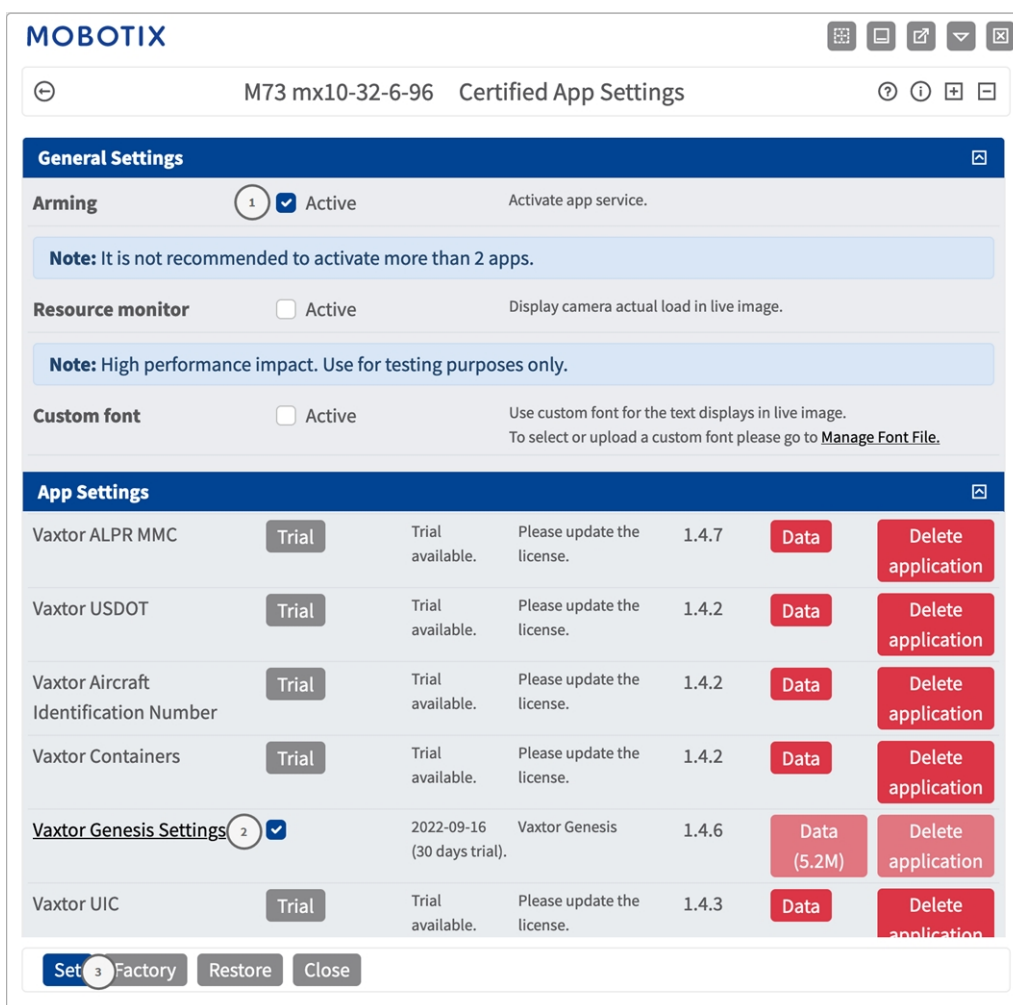 MOBOTIX
M73 mx10-32-6-96 Certified App Settings
General Settings
Arming 1 Active Activate app service.
Note: It is not recommended to activate more than 2 apps.
Resource monitor Active Display camera actual load in live image.
Note: High performance impact. Use for testing purposes only.
Custom font Active Use custom font for the text displays in live image.
To select or upload a custom font please go to Manage Font File.
App Settings
Vaxtor ALPR MMC Trial Trial Please update the 1.4.7 Data Delete
available. license. application
Vaxtor USDOT Trial Trial Please update the 1.4.2 Data Delete
available. license. application
Vaxtor Aircraft Trial Trial Please update the 1.4.2 Data Delete
Identification Number available. license. application
Vaxtor Containers Trial Trial Please update the 1.4.2 Data Delete
available. license. application
Vaxtor Genesis Settings 2 2022-09-16 Vaxtor Genesis 1.4.6 Data Delete
(30 days trial). (5.2M) application
Vaxtor UIC Trial Trial Please update the 1.4.3 Data Delete
available. license. application
Set 3 Factory Restore Close